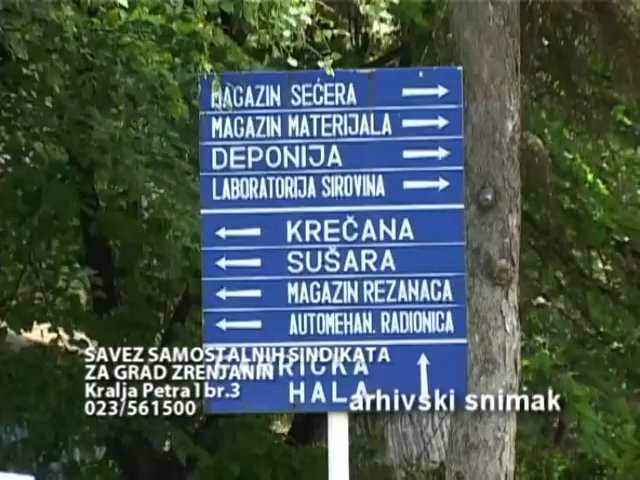 MAGAZIN SEĆERA
MAGAZIN MATERIJALA
DEPONIJA
LABORATORIJA SIROVINA
KREČANA
SUŠARA
MAGAZIN REZANACA
AUTOMEHAN. RADIONICA
HALA
SAVEZ SAMOSTALNIH SINDIKATA
ZA GRAD ZRENJANIN
Kralja Petra I br.3
023/561500
arhivski snimak